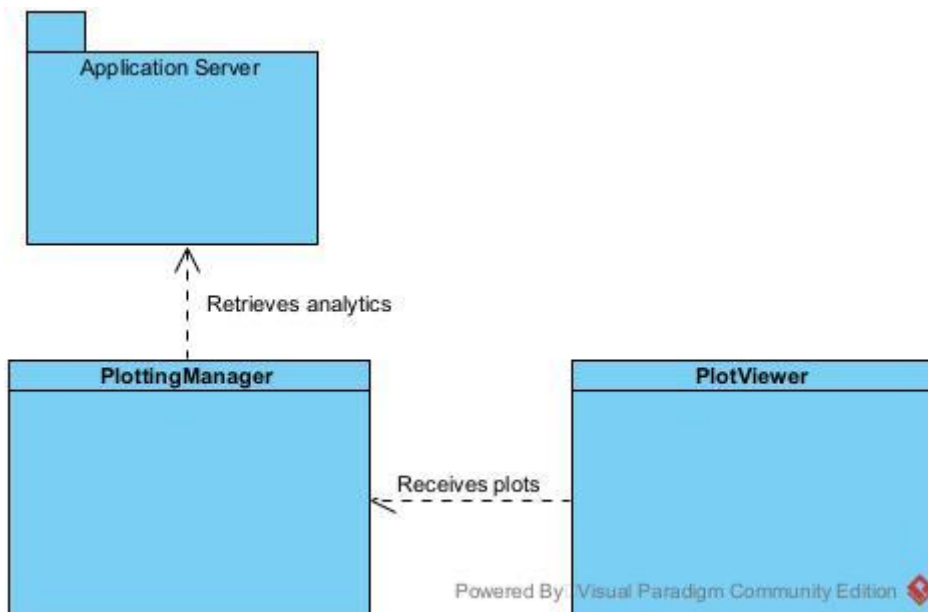 Application Server
Retrieves analytics
PlottingManager
PlotViewer
Receives plots
Powered By Visual Paradigm Community Edition